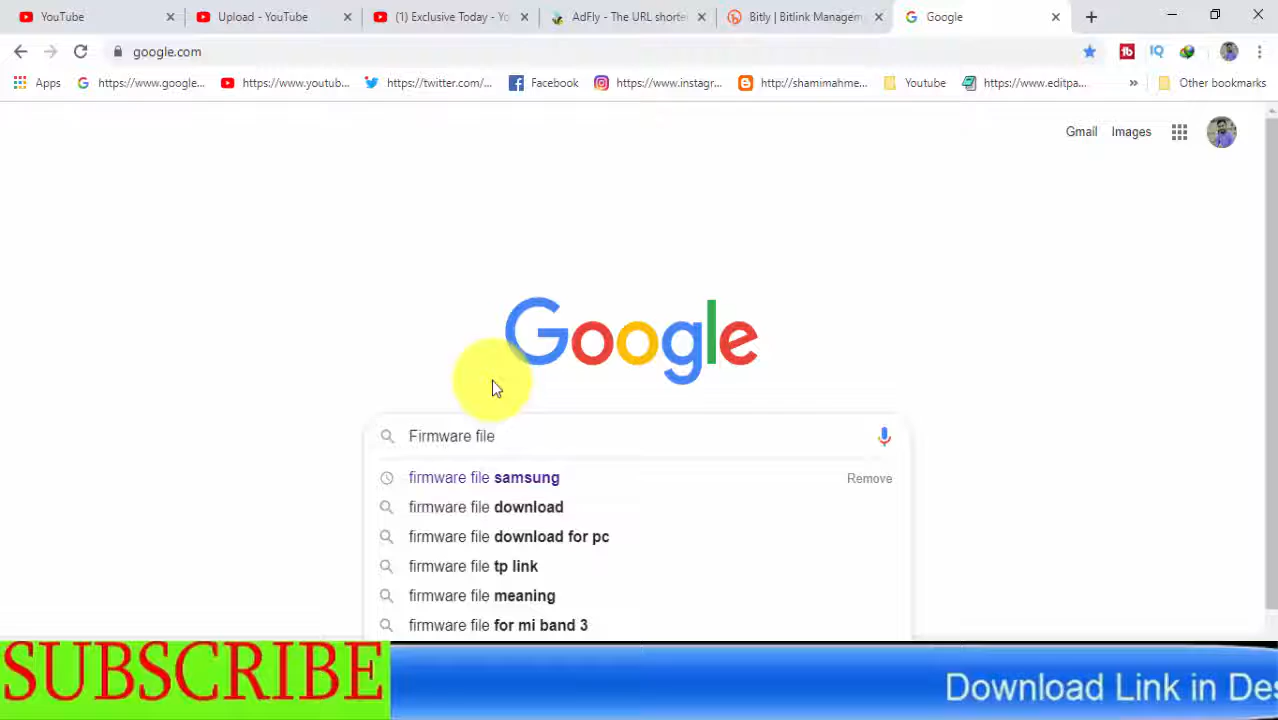 YouTube
Upload - YouTube
(1) Exclusive Today - Yo
AdFly - The URL shorte
Bitly | Bitlink Managem
Google
google.com
Apps
https://www.google...
https://www.youtub...
https://twitter.com/...
Facebook
https://www.instagr...
http://shamimahme...
Youtube
https://www.editpa...
»
Other bookmarks
Gmail
Images
Google
Firmware file
firmware file samsung
Remove
firmware file download
firmware file download for pc
firmware file tp link
firmware file meaning
firmware file for mi band 3
SUBSCRIBE
Download Link in Des